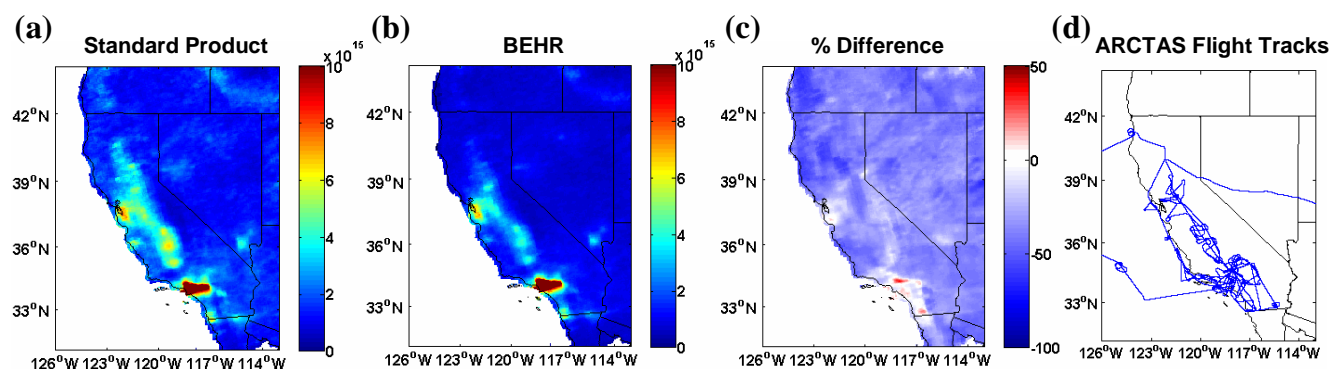 (a)
Standard Product
x 10^15
10
8
6
4
2
0
42°N
39°N
36°N
33°N
126°W 123°W 120°W 117°W 114°W
(b)
BEHR
x 10^15
10
8
6
4
2
0
42°N
39°N
36°N
33°N
126°W 123°W 120°W 117°W 114°W
(c)
% Difference
50
0
-50
-100
42°N
39°N
36°N
33°N
126°W 123°W 120°W 117°W 114°W
(d)
ARCTAS Flight Tracks
42°N
39°N
36°N
33°N
126°W 123°W 120°W 117°W 114°W